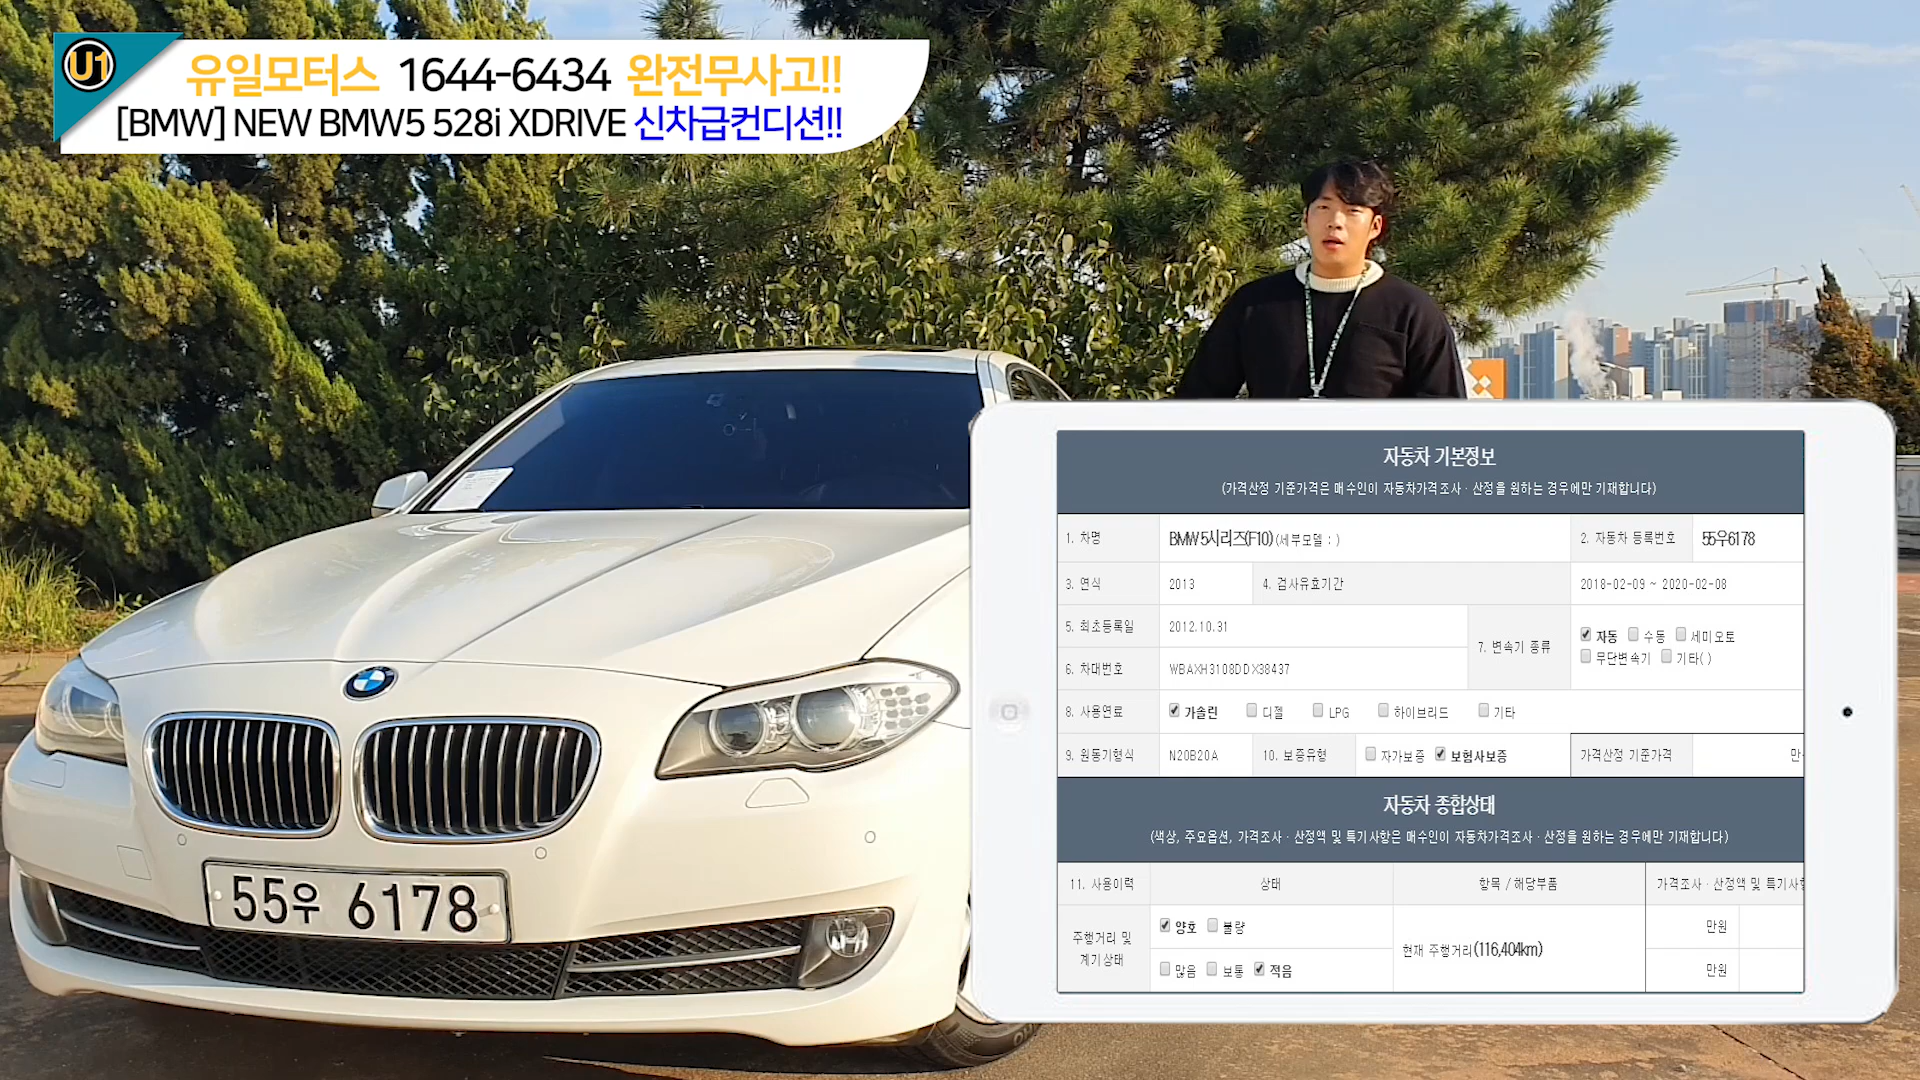 U1
유일모터스 1644-6434 완전무사고!!
[BMW] NEW BMW5 528i XDRIVE 신차급컨디션!!
자동차 기본정보
(가격산정 기준가격은 매수인이 자동차가격조사 · 산정을 원하는 경우에만 기재합니다)
1. 차명 BMW 5시리즈(F10) (세부모델 : ) 2. 자동차 등록번호 55우6178
3. 연식 2013 4. 검사유효기간 2018-02-09 ~ 2020-02-08
5. 최초등록일 2012.10.31
7. 변속기 종류 자동 수동 세미오토
무단변속기 기타( )
6. 차대번호 WBAXH3108DDX38437
8. 사용연료 가솔린 디젤 LPG 하이브리드 기타
9. 원동기형식 N20B20A 10. 보증유형 자가보증 보험사보증 가격산정 기준가격 만
자동차 종합상태
(색상, 주요옵션, 가격조사 · 산정액 및 특기사항은 매수인이 자동차가격조사 · 산정을 원하는 경우에만 기재합니다)
11. 사용이력 상태 항목 / 해당부품 가격조사 · 산정액 및 특기사항
주행거리 및
계기상태
양호 불량
많음 보통 적음
현재 주행거리 (116,404km)
만원
만원
BMW
55우 6178